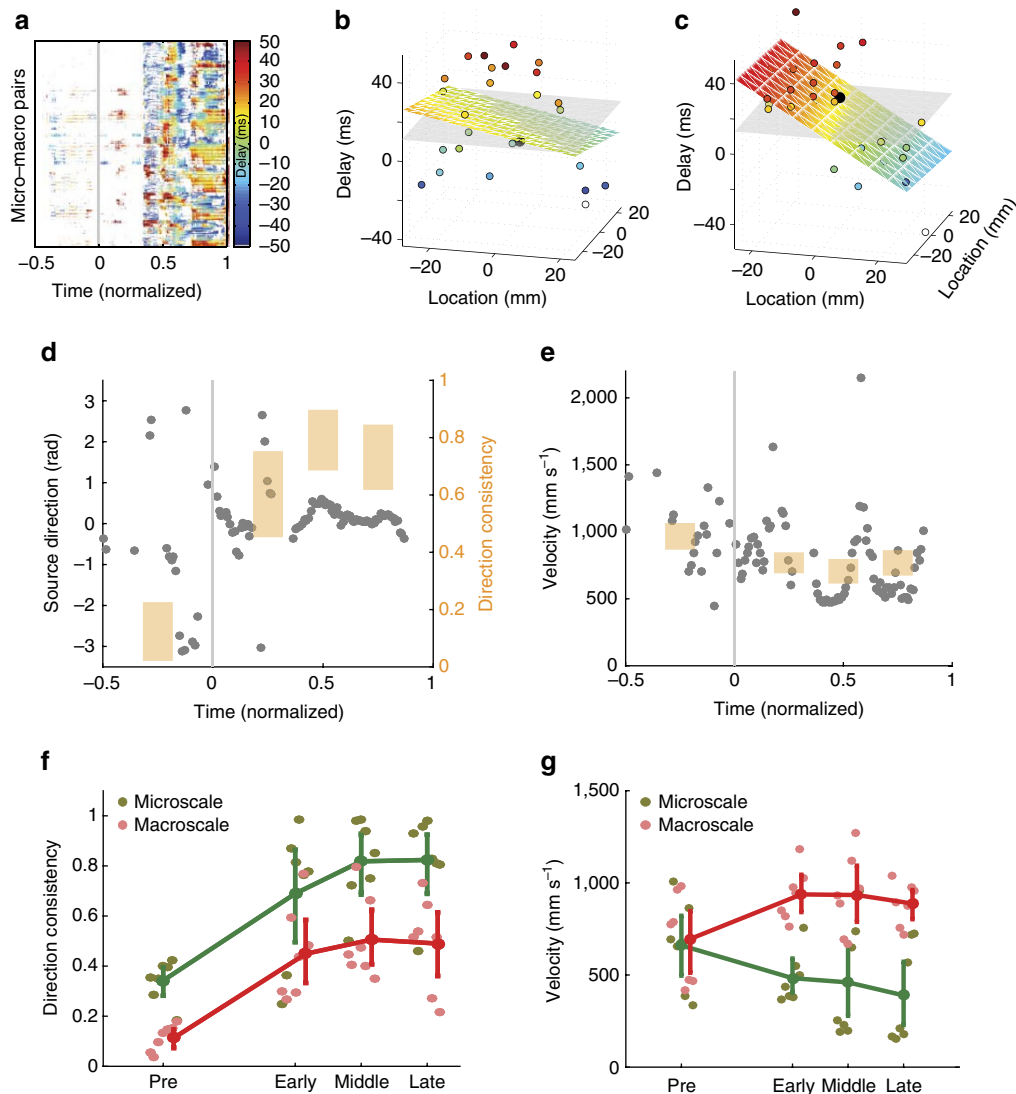 a
Micro–macro pairs
50
40
30
20
10
0
−10
−20
−30
−40
−50
Delay (ms)
−0.5
0
0.5
1
Time (normalized)
b
Delay (ms)
40
0
−40
−20
0
20
Location (mm)
20
0
−20
c
Delay (ms)
40
0
−40
−20
0
20
Location (mm)
20
0
−20
Location (mm)
d
Source direction (rad)
3
2
1
0
−1
−2
−3
1
0.8
0.6
0.4
0.2
0
Direction consistency
−0.5
0
0.5
1
Time (normalized)
e
Velocity (mm s⁻¹)
2,000
1,500
1,000
500
0
−0.5
0
0.5
1
Time (normalized)
f
Microscale
Macroscale
Direction consistency
1
0.8
0.6
0.4
0.2
0
Pre
Early
Middle
Late
g
Microscale
Macroscale
Velocity (mm s⁻¹)
1,500
1,000
500
0
Pre
Early
Middle
Late